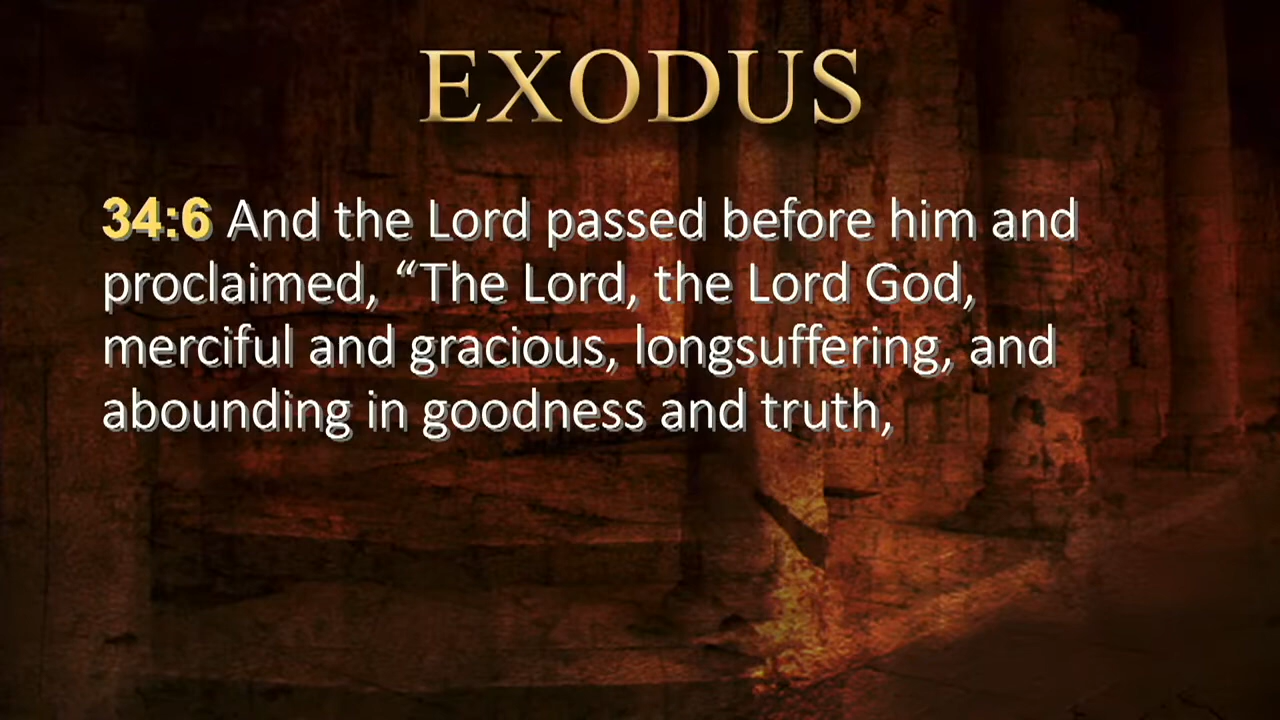 EXODUS
34:6 And the Lord passed before him and
proclaimed, “The Lord, the Lord God,
merciful and gracious, longsuffering, and
abounding in goodness and truth,